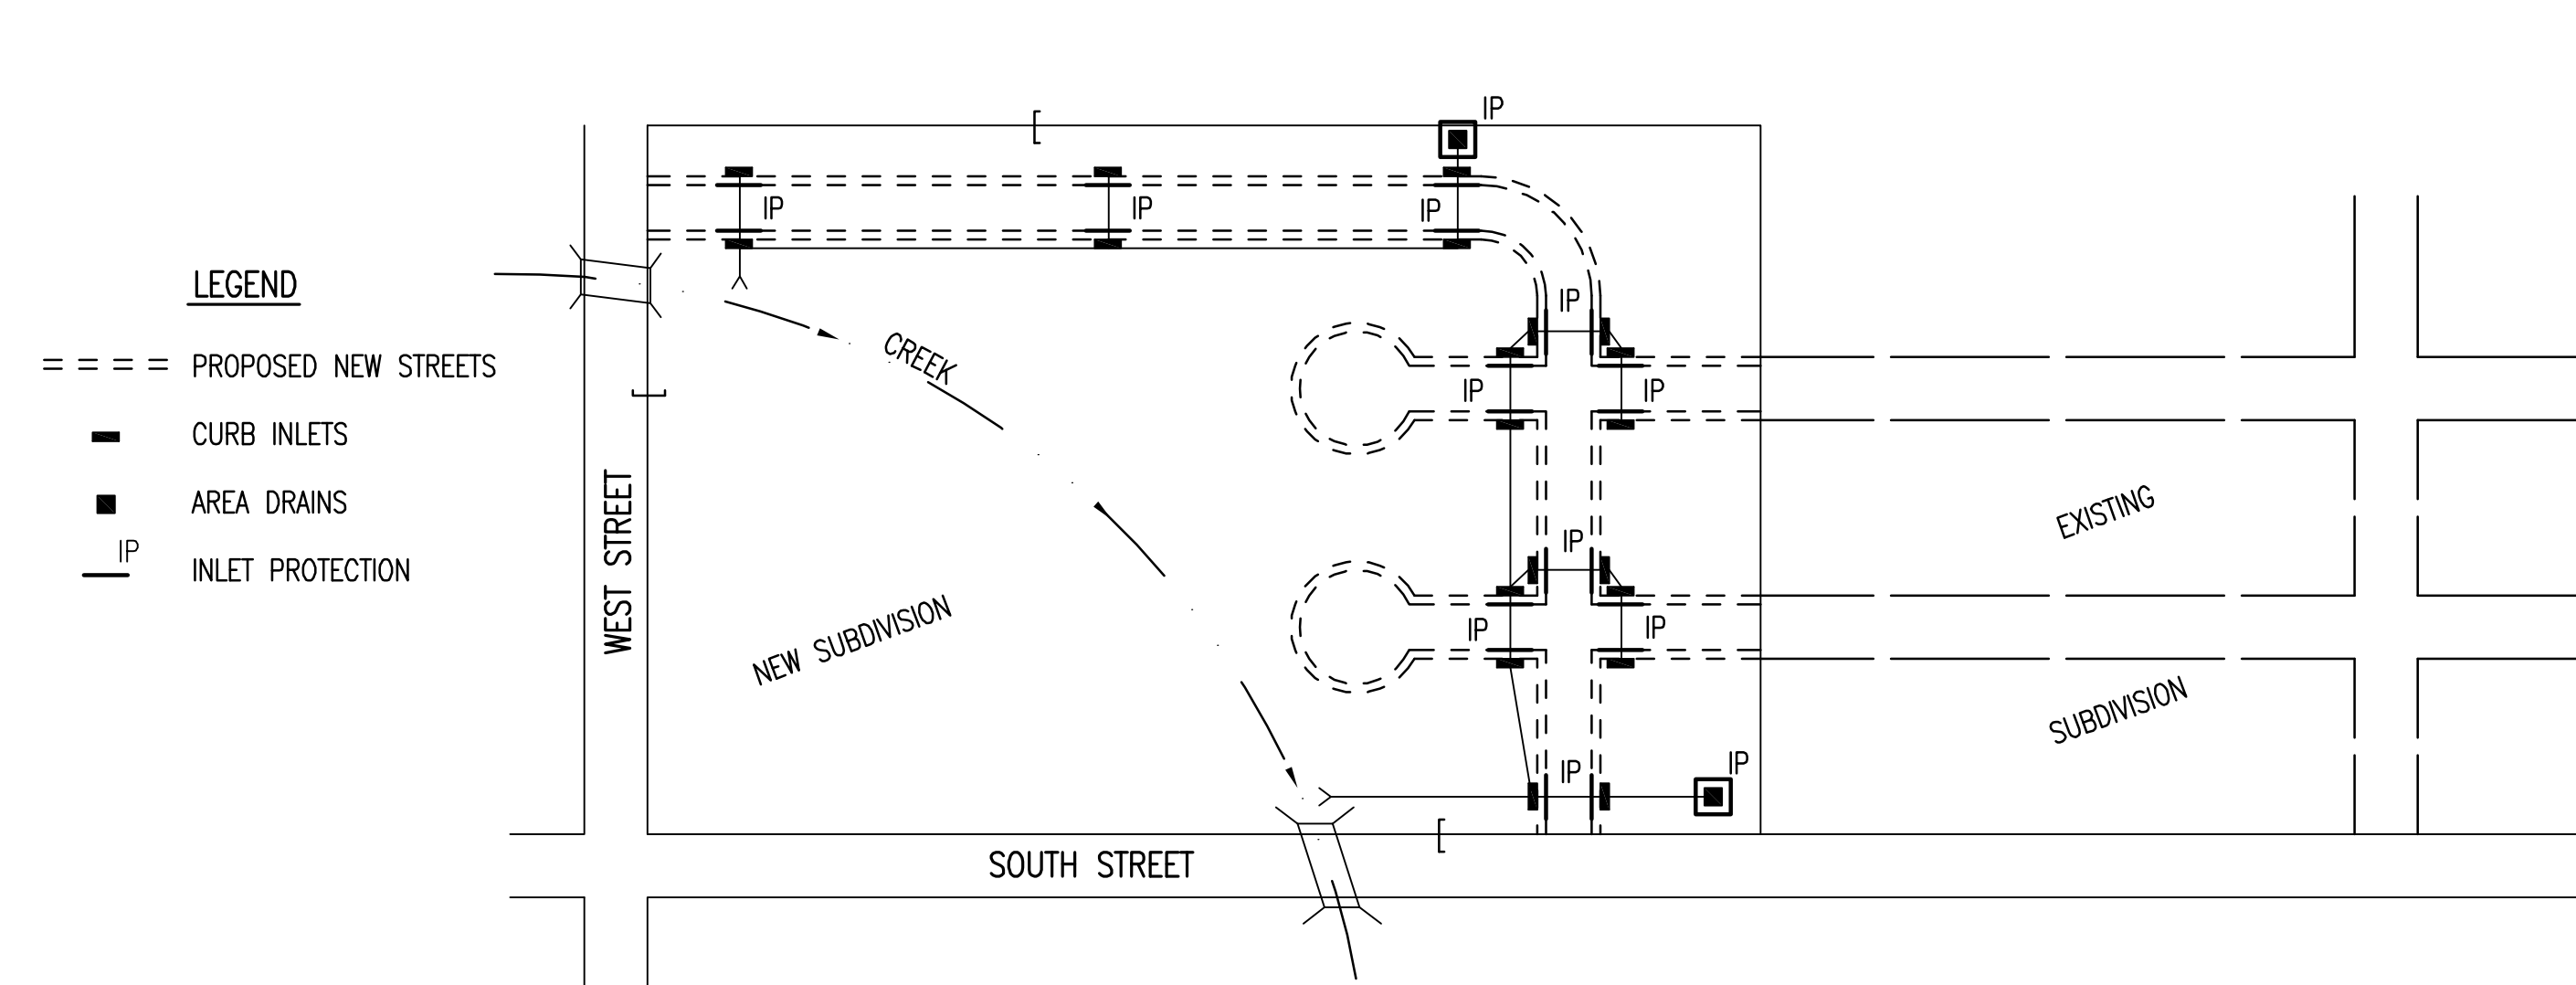 IP
IP
IP
IP
LEGEND
IP
CREEK
PROPOSED NEW STREETS
IP
IP
CURB INLETS
AREA DRAINS
EXISTING
IP
IP
INLET PROTECTION
WEST STREET
NEW SUBDIVISION
IP
IP
SUBDIVISION
IP
IP
SOUTH STREET